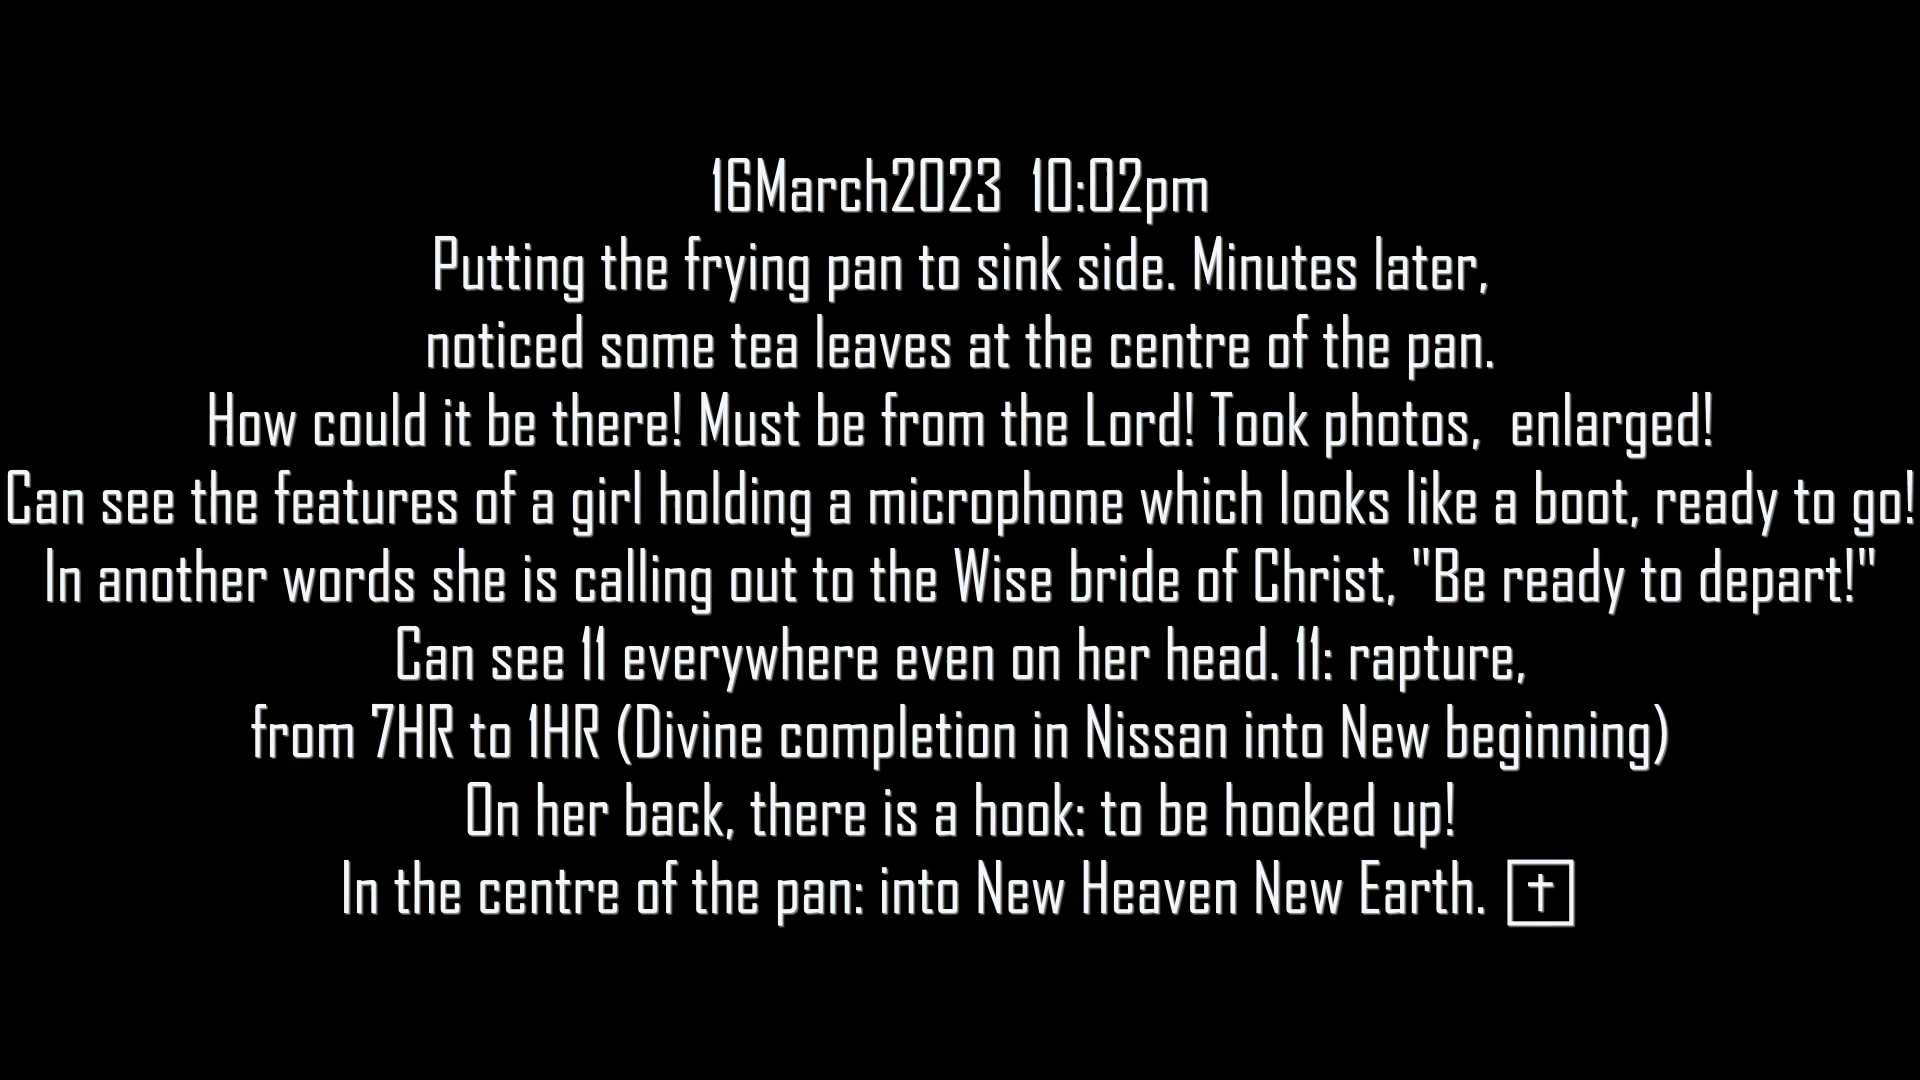 16March2023  10:02pm
Putting the frying pan to sink side. Minutes later,
noticed some tea leaves at the centre of the pan.
How could it be there! Must be from the Lord! Took photos,  enlarged!
Can see the features of a girl holding a microphone which looks like a boot, ready to go!
In another words she is calling out to the Wise bride of Christ, "Be ready to depart!"
Can see 11 everywhere even on her head. 11: rapture,
from 7HR to 1HR (Divine completion in Nissan into New beginning)
On her back, there is a hook: to be hooked up!
In the centre of the pan: into New Heaven New Earth. ✝